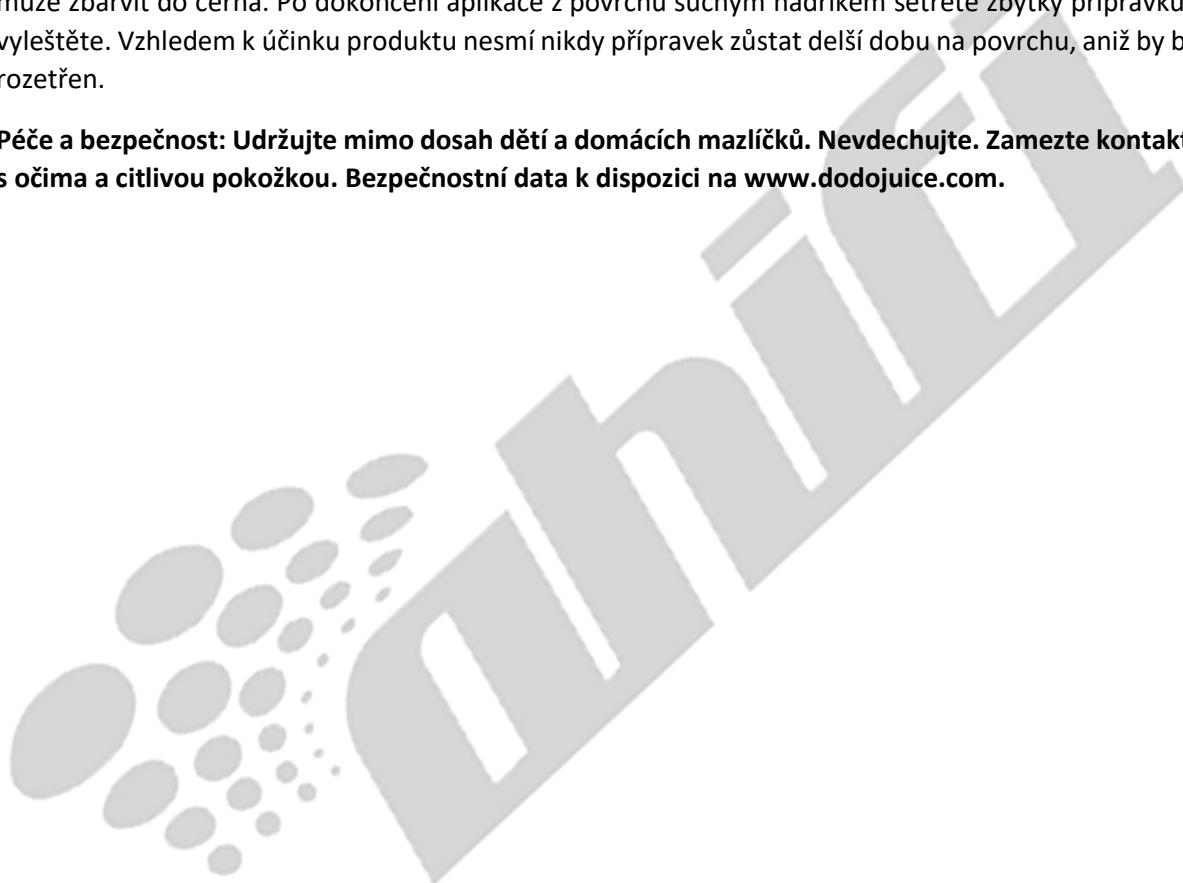 může zbarvit do černa. Po dokončení aplikace z povrchu suchým hadříkem setřete zbytky přípravku
vyleštěte. Vzhledem k účinku produktu nesmí nikdy přípravek zůstat delší dobu na povrchu, aniž by b
rozetřen.
Péče a bezpečnost: Udržujte mimo dosah dětí a domácích mazlíčků. Nevdechujte. Zamezte kontakt
s očima a citlivou pokožkou. Bezpečnostní data k dispozici na www.dodojuice.com.
ahifi